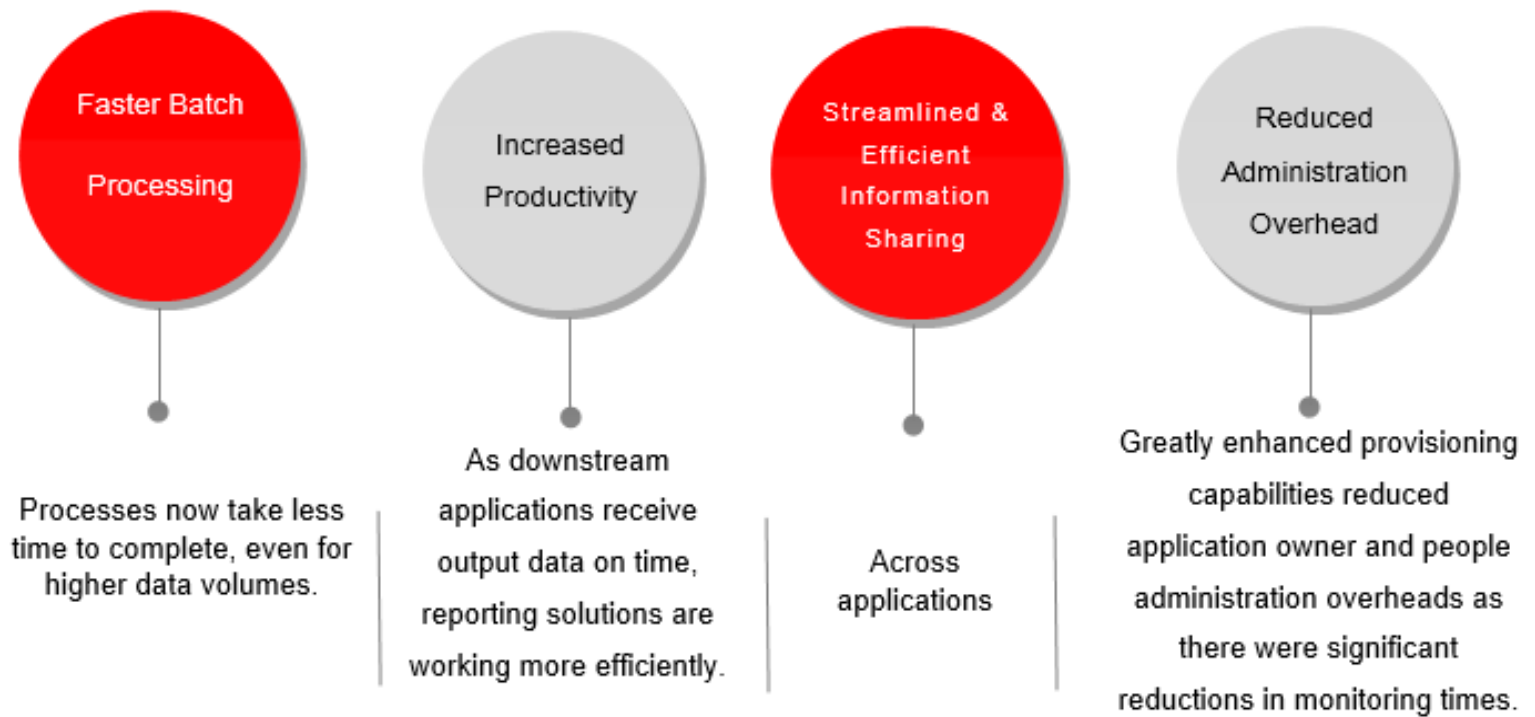 Faster Batch
Processing
Increased
Productivity
Streamlined &
Efficient
Information
Sharing
Reduced
Administration
Overhead
Processes now take less
time to complete, even for
higher data volumes.
As downstream
applications receive
output data on time,
reporting solutions are
working more efficiently.
Across
applications
Greatly enhanced provisioning
capabilities reduced
application owner and people
administration overheads as
there were significant
reductions in monitoring times.